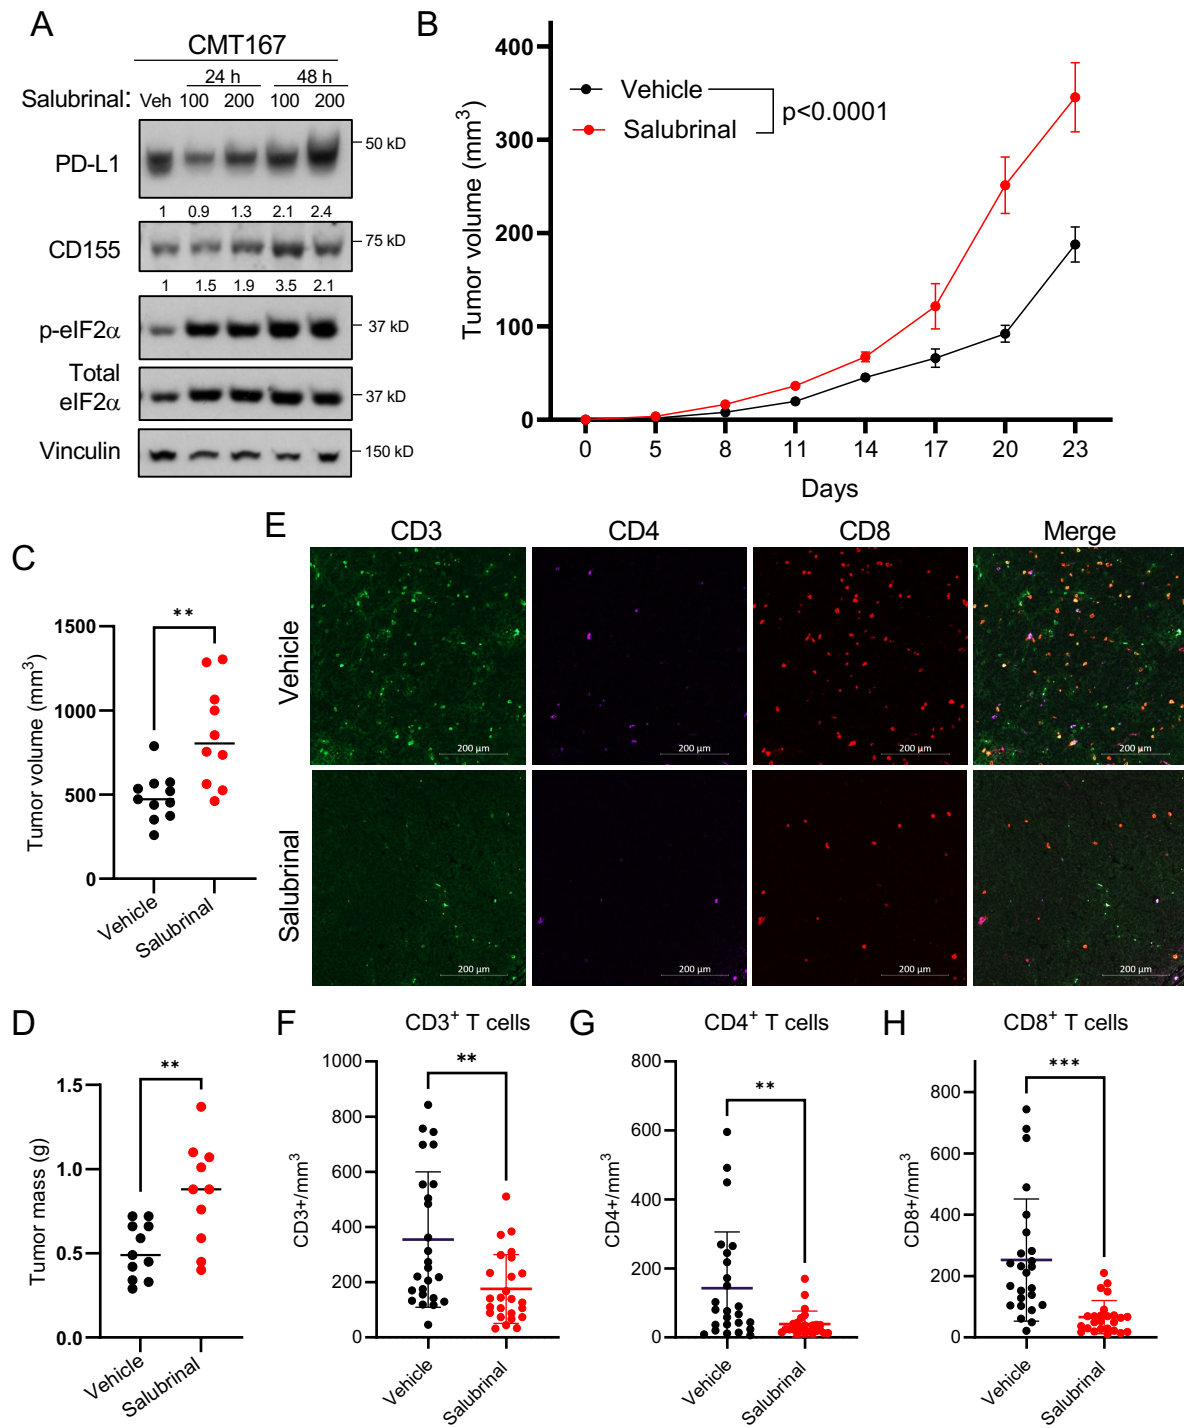 A
CMT167
24 h 48 h
Salubrinal: Veh 100 200 100 200
PD-L1
50 kD
1 0.9 1.3 2.1 2.4
CD155
75 kD
1 1.5 1.9 3.5 2.1
p-eIF2α
37 kD
Total
eIF2α
37 kD
Vinculin
150 kD
B
Tumor volume (mm3)
400
300
200
100
0
Vehicle
Salubrinal
p<0.0001
0 5 8 11 14 17 20 23
Days
C
Tumor volume (mm3)
1500
1000
500
0
**
Vehicle
Salubrinal
D
Tumor mass (g)
1.5
1.0
0.5
0.0
**
Vehicle
Salubrinal
E
CD3 CD4 CD8 Merge
Vehicle
200 µm 200 µm 200 µm 200 µm
Salubrinal
200 µm 200 µm 200 µm 200 µm
F
CD3+ T cells
CD3+/mm3
1000
800
600
400
200
0
**
Vehicle
Salubrinal
G
CD4+ T cells
CD4+/mm3
800
600
400
200
0
**
Vehicle
Salubrinal
H
CD8+ T cells
CD8+/mm3
800
600
400
200
0
***
Vehicle
Salubrinal